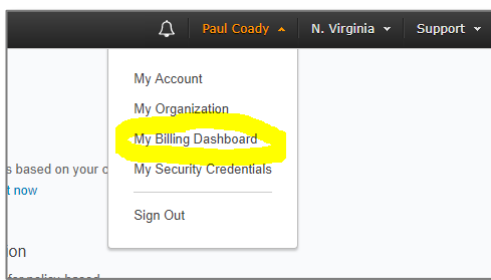 Paul Coady N. Virginia Support
My Account
My Organization
My Billing Dashboard
s based on your c
My Security Credentials
t now
Sign Out
on